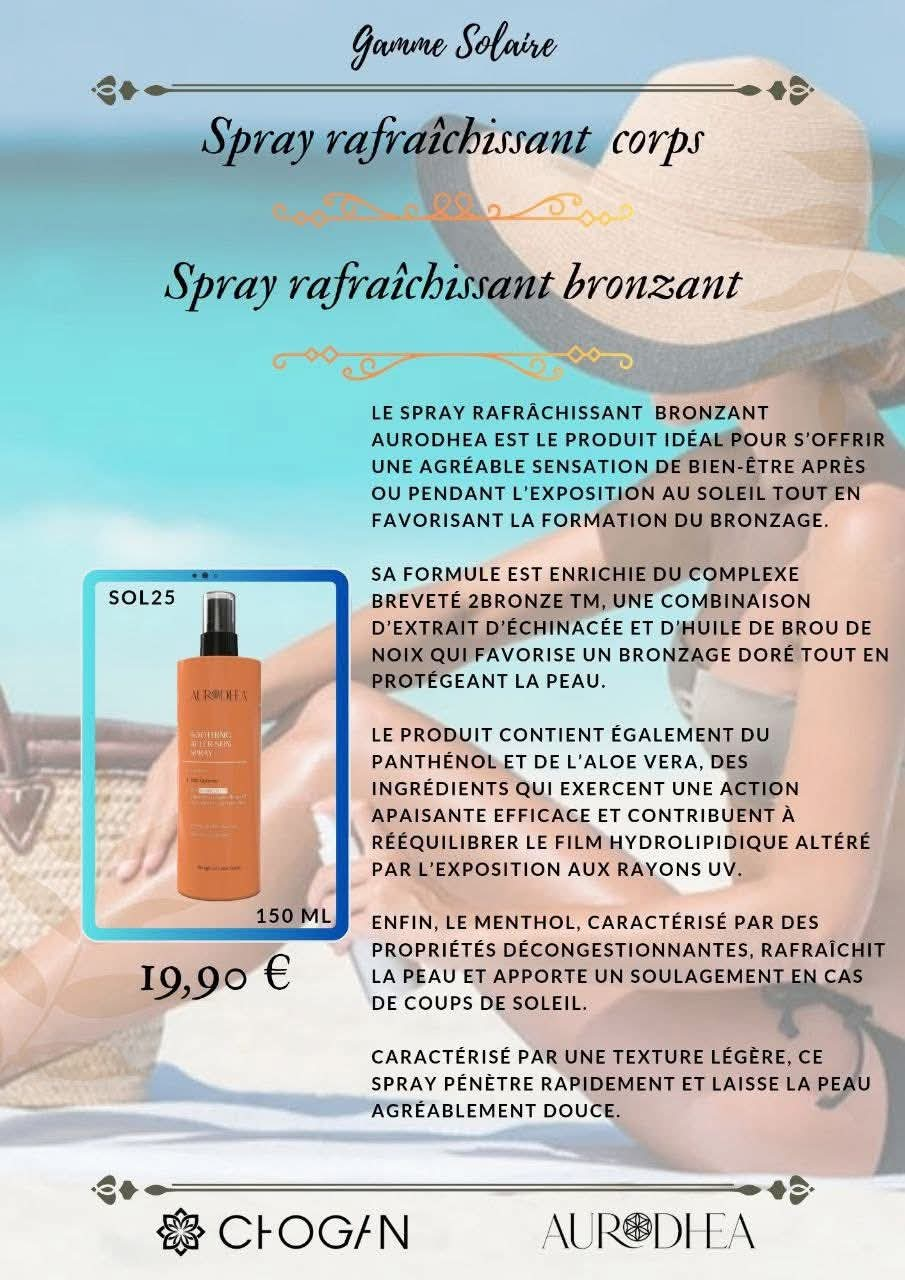 Gamme Solaire
Spray rafraîchissant corps
Spray rafraîchissant bronzant
LE SPRAY RAFRÂCHISSANT BRONZANT
AURODHEA EST LE PRODUIT IDÉAL POUR S'OFFRIR
UNE AGRÉABLE SENSATION DE BIEN-ÊTRE APRÈS
OU PENDANT L'EXPOSITION AU SOLEIL TOUT EN
FAVORISANT LA FORMATION DU BRONZAGE.
SA FORMULE EST ENRICHIE DU COMPLEXE
BREVETÉ 2BRONZE TM, UNE COMBINAISON
D'EXTRAIT D'ÉCHINACÉE ET D'HUILE DE BROU DE
NOIX QUI FAVORISE UN BRONZAGE DORÉ TOUT EN
PROTÉGEANT LA PEAU.
LE PRODUIT CONTIENT ÉGALEMENT DU
PANTHÉNOL ET DE L'ALOE VERA, DES
INGRÉDIENTS QUI EXERCENT UNE ACTION
APAISANTE EFFICACE ET CONTRIBUENT À
RÉÉQUILIBRER LE FILM HYDROLIPIDIQUE ALTÉRÉ
PAR L'EXPOSITION AUX RAYONS UV.
ENFIN, LE MENTHOL, CARACTÉRISÉ PAR DES
PROPRIÉTÉS DÉCONGESTIONNANTES, RAFRAÎCHIT
LA PEAU ET APPORTE UN SOULAGEMENT EN CAS
DE COUPS DE SOLEIL.
CARACTÉRISÉ PAR UNE TEXTURE LÉGÈRE, CE
SPRAY PÉNÈTRE RAPIDEMENT ET LAISSE LA PEAU
AGRÉABLEMENT DOUCE.
SOL25
AURODHEA
SOOTHING
AFTER SUN
SPRAY
150 ML
19,90 €
CHOGAN
AURODHEA